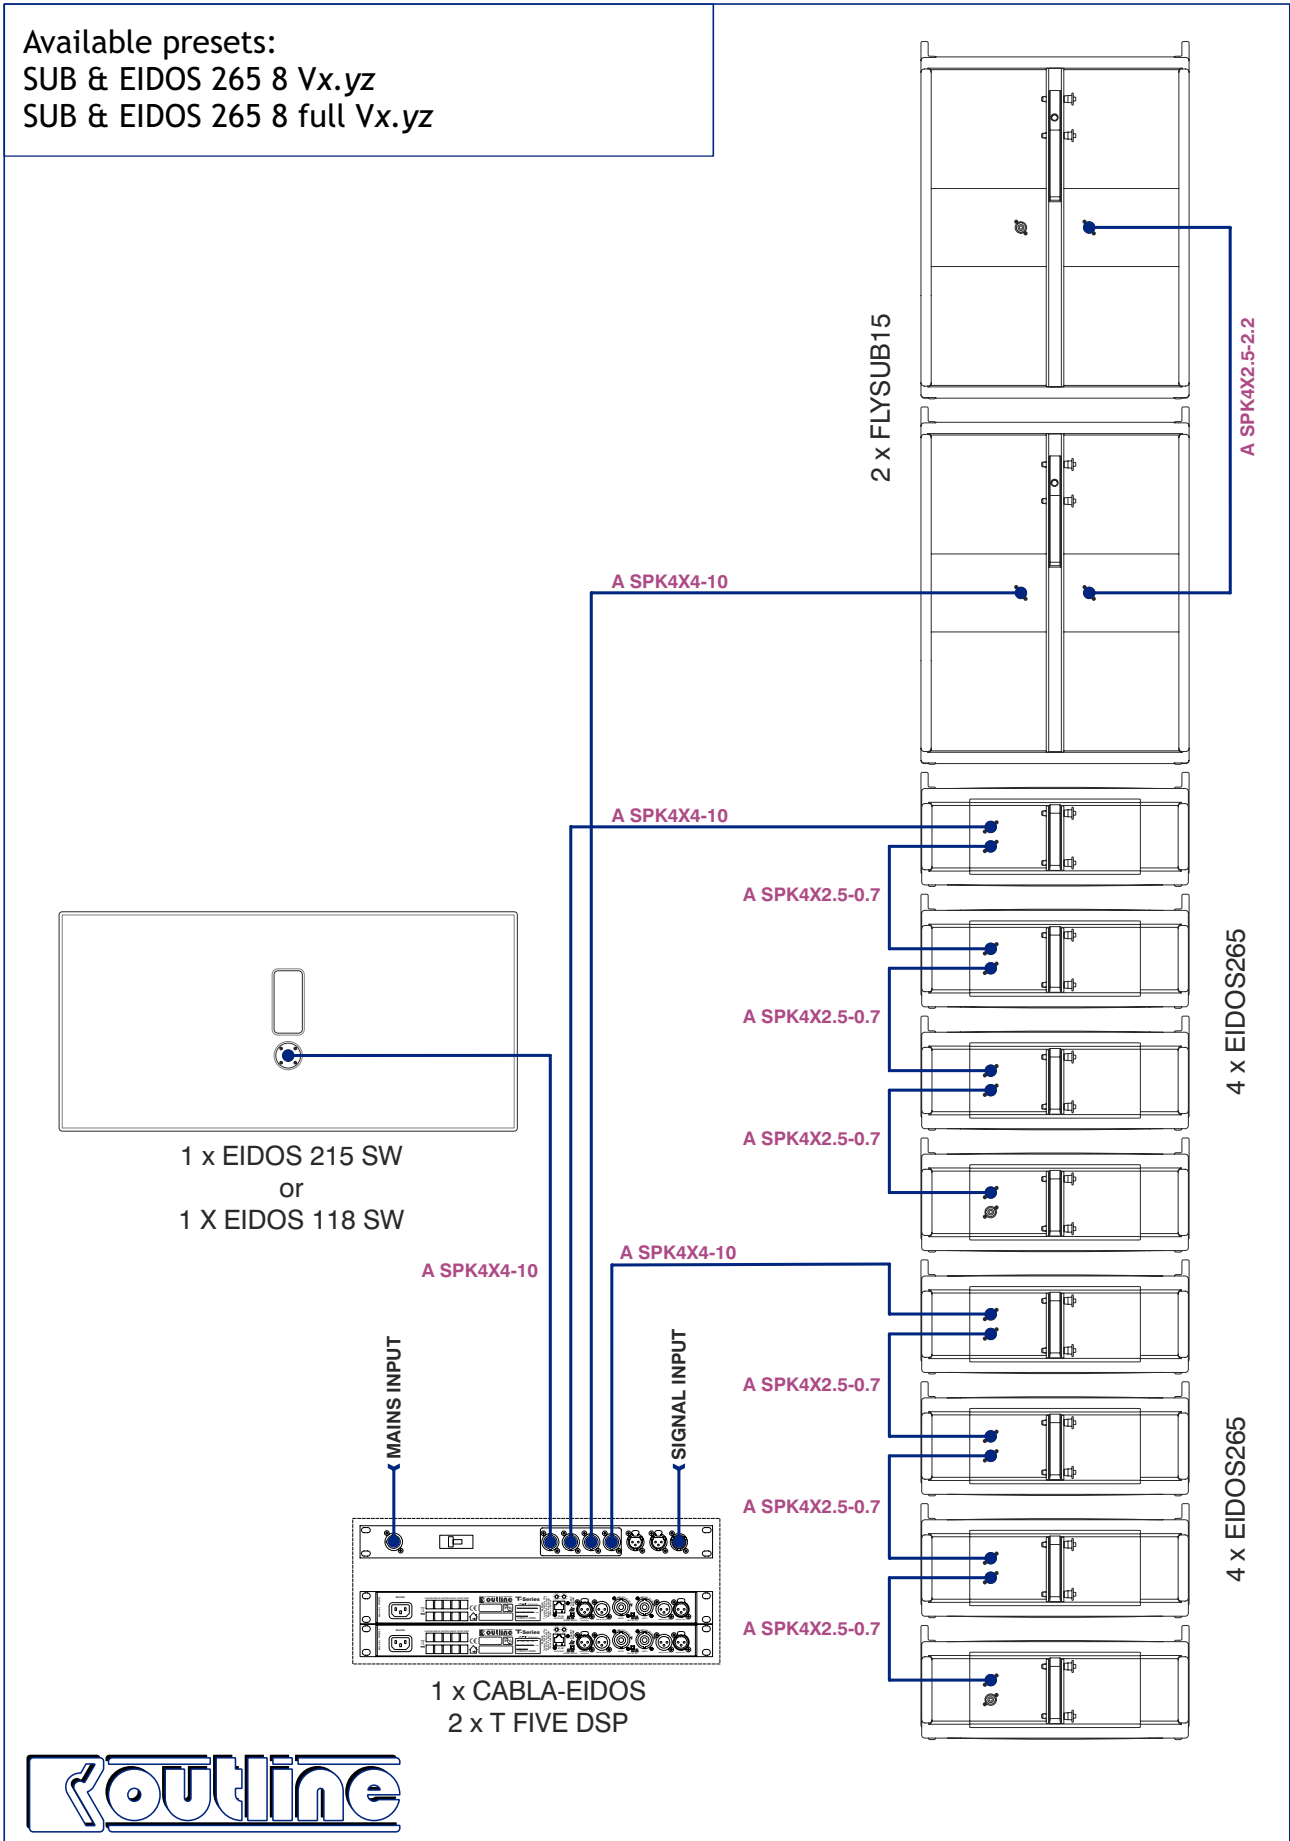 Available presets:
SUB & EIDOS 265 8 Vx.yz
SUB & EIDOS 265 8 full Vx.yz
2 x FLYSUB15
A SPK4X2.5-2.2
A SPK4X4-10
A SPK4X4-10
A SPK4X2.5-0.7
A SPK4X2.5-0.7
A SPK4X2.5-0.7
4 x EIDOS265
1 x EIDOS 215 SW
or
1 X EIDOS 118 SW
A SPK4X4-10
A SPK4X4-10
MAINS INPUT
SIGNAL INPUT
A SPK4X2.5-0.7
A SPK4X2.5-0.7
A SPK4X2.5-0.7
4 x EIDOS265
outline T-Series
outline T-Series
1 x CABLA-EIDOS
2 x T FIVE DSP
outline